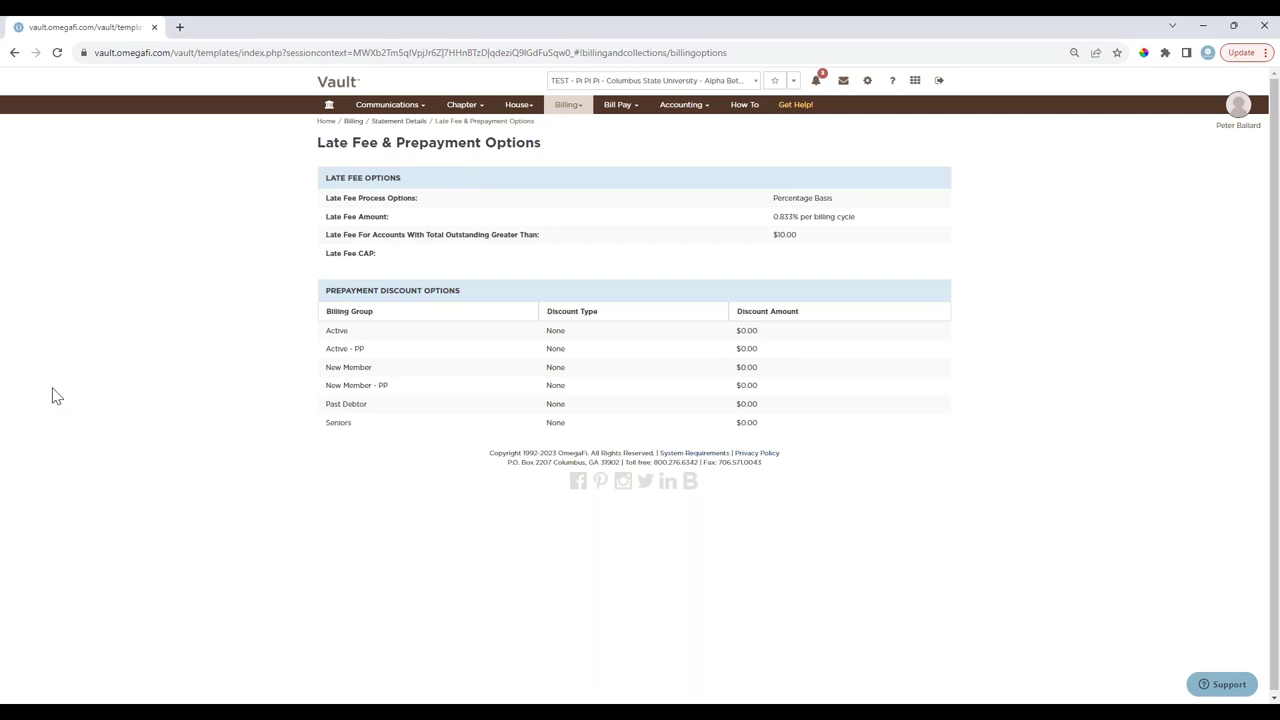 vault.omegafi.com/vault/templa
vault.omegafi.com/vault/templates/index.php?sessioncontext=
#!billingandcollections/billingoptions
Update
Vault
TEST - Pi Pi Pi - Columbus State University - Alpha Bet...
3
Communications Chapter House Billing Bill Pay Accounting How To Get Help!
Peter Ballard
Home / Billing / Statement Details / Late Fee & Prepayment Options
Late Fee & Prepayment Options
LATE FEE OPTIONS
Late Fee Process Options: Percentage Basis
Late Fee Amount: 0.833% per billing cycle
Late Fee For Accounts With Total Outstanding Greater Than: $10.00
Late Fee CAP:
PREPAYMENT DISCOUNT OPTIONS
Billing Group Discount Type Discount Amount
Active None $0.00
Active - PP None $0.00
New Member None $0.00
New Member - PP None $0.00
Past Debtor None $0.00
Seniors None $0.00
Copyright 1992-2023 OmegaFi. All Rights Reserved. | System Requirements | Privacy Policy
P.O. Box 2207 Columbus, GA 31902 | Toll free: 800.276.6342 | Fax: 706.571.0043
Support